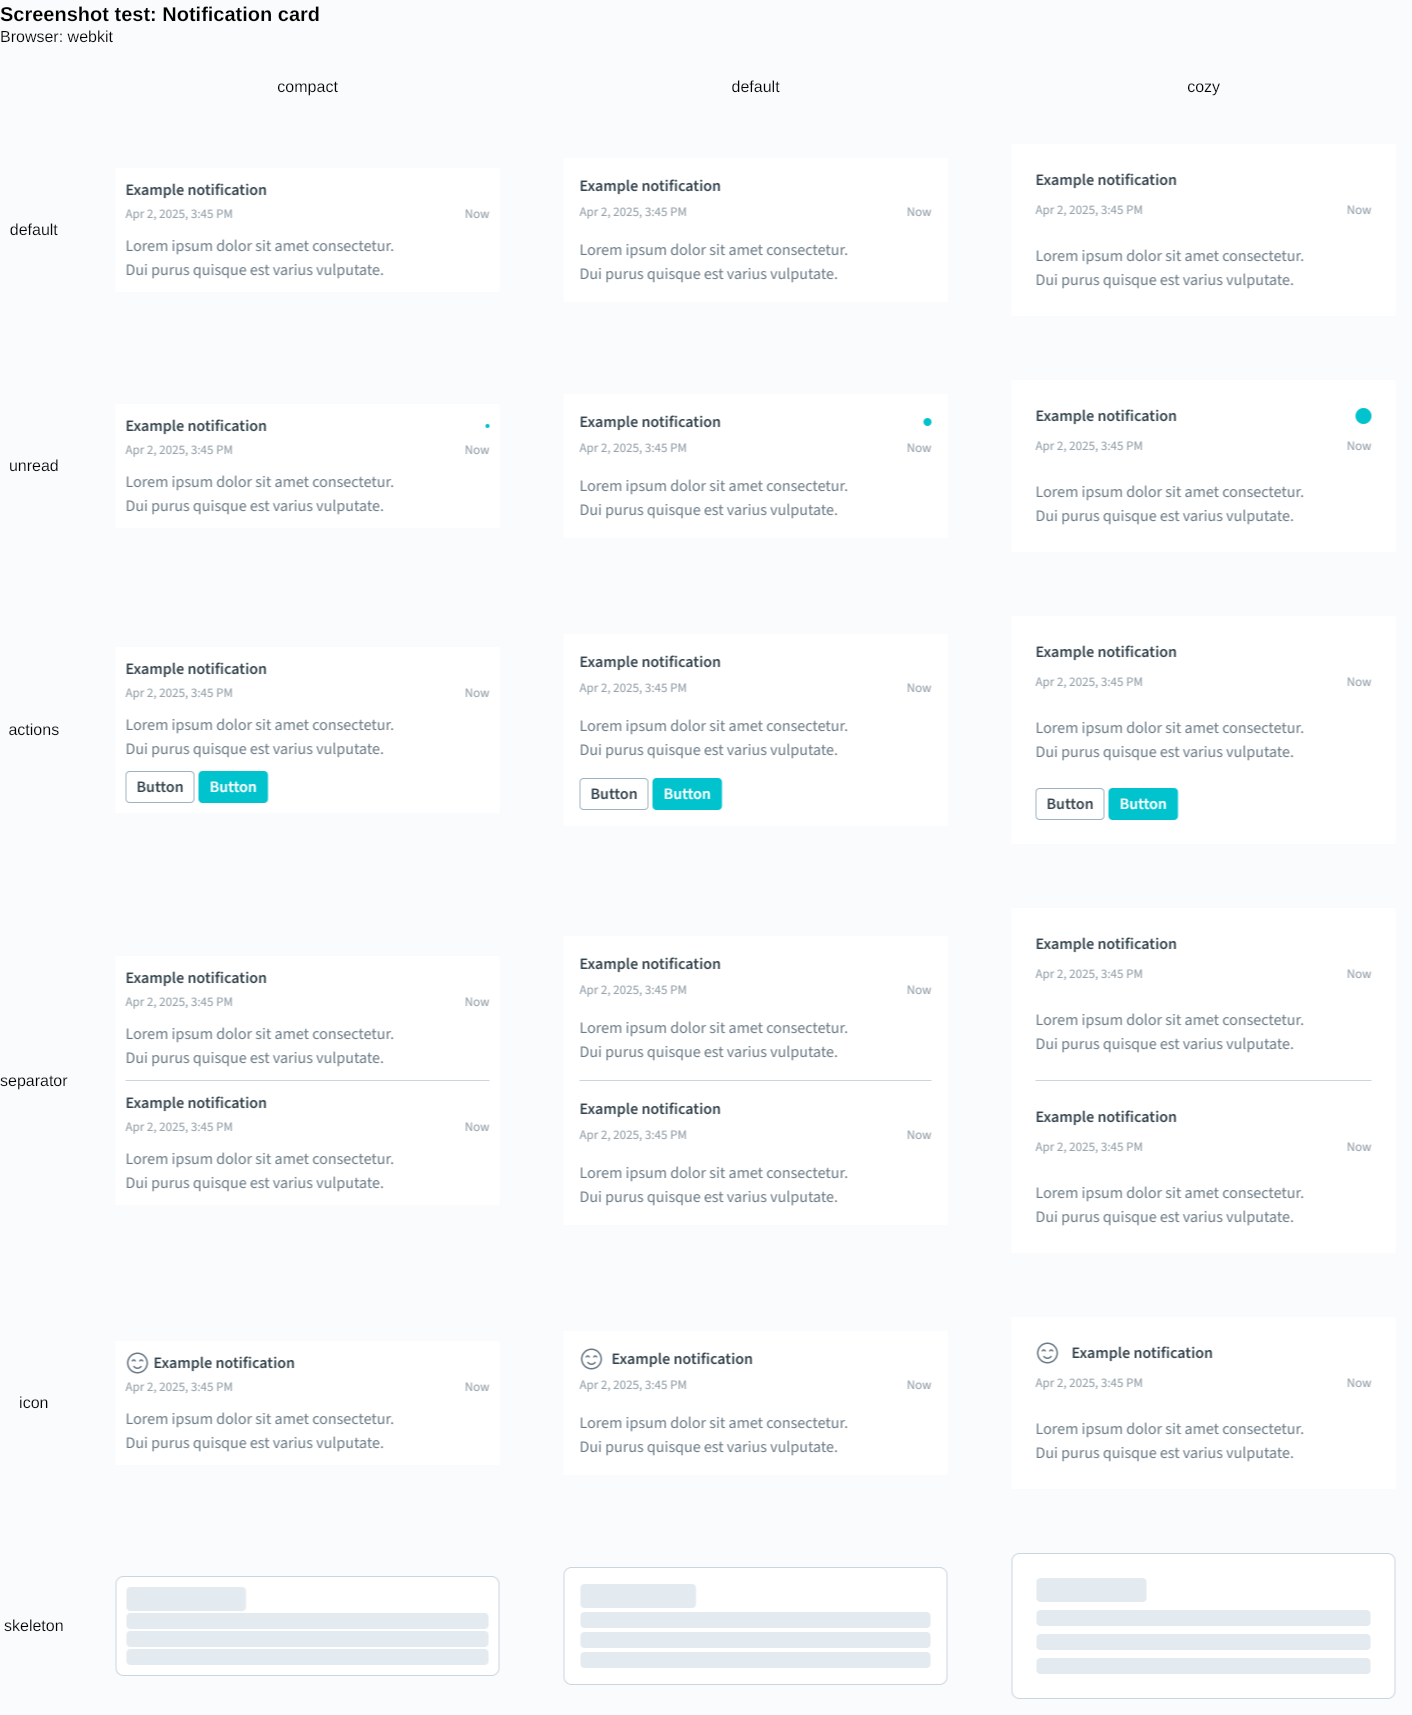 Screenshot test: Notification card
Browser: webkit
compact default cozy
default
Example notification
Apr 2, 2025, 3:45 PM Now
Lorem ipsum dolor sit amet consectetur.
Dui purus quisque est varius vulputate.
Example notification
Apr 2, 2025, 3:45 PM Now
Lorem ipsum dolor sit amet consectetur.
Dui purus quisque est varius vulputate.
Example notification
Apr 2, 2025, 3:45 PM Now
Lorem ipsum dolor sit amet consectetur.
Dui purus quisque est varius vulputate.
unread
Example notification
Apr 2, 2025, 3:45 PM Now
Lorem ipsum dolor sit amet consectetur.
Dui purus quisque est varius vulputate.
Example notification
Apr 2, 2025, 3:45 PM Now
Lorem ipsum dolor sit amet consectetur.
Dui purus quisque est varius vulputate.
Example notification
Apr 2, 2025, 3:45 PM Now
Lorem ipsum dolor sit amet consectetur.
Dui purus quisque est varius vulputate.
actions
Example notification
Apr 2, 2025, 3:45 PM Now
Lorem ipsum dolor sit amet consectetur.
Dui purus quisque est varius vulputate.
Button Button
Example notification
Apr 2, 2025, 3:45 PM Now
Lorem ipsum dolor sit amet consectetur.
Dui purus quisque est varius vulputate.
Button Button
Example notification
Apr 2, 2025, 3:45 PM Now
Lorem ipsum dolor sit amet consectetur.
Dui purus quisque est varius vulputate.
Button Button
separator
Example notification
Apr 2, 2025, 3:45 PM Now
Lorem ipsum dolor sit amet consectetur.
Dui purus quisque est varius vulputate.
Example notification
Apr 2, 2025, 3:45 PM Now
Lorem ipsum dolor sit amet consectetur.
Dui purus quisque est varius vulputate.
Example notification
Apr 2, 2025, 3:45 PM Now
Lorem ipsum dolor sit amet consectetur.
Dui purus quisque est varius vulputate.
Example notification
Apr 2, 2025, 3:45 PM Now
Lorem ipsum dolor sit amet consectetur.
Dui purus quisque est varius vulputate.
Example notification
Apr 2, 2025, 3:45 PM Now
Lorem ipsum dolor sit amet consectetur.
Dui purus quisque est varius vulputate.
Example notification
Apr 2, 2025, 3:45 PM Now
Lorem ipsum dolor sit amet consectetur.
Dui purus quisque est varius vulputate.
icon
Example notification
Apr 2, 2025, 3:45 PM Now
Lorem ipsum dolor sit amet consectetur.
Dui purus quisque est varius vulputate.
Example notification
Apr 2, 2025, 3:45 PM Now
Lorem ipsum dolor sit amet consectetur.
Dui purus quisque est varius vulputate.
Example notification
Apr 2, 2025, 3:45 PM Now
Lorem ipsum dolor sit amet consectetur.
Dui purus quisque est varius vulputate.
skeleton